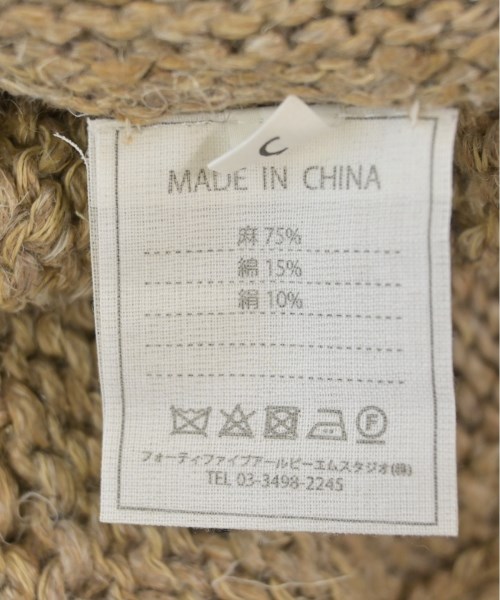 C
MADE IN CHINA
麻 75%
綿 15%
絹 10%
F
フォーティファイブアールピーエムスタジオ(株)
TEL 03-3498-2245